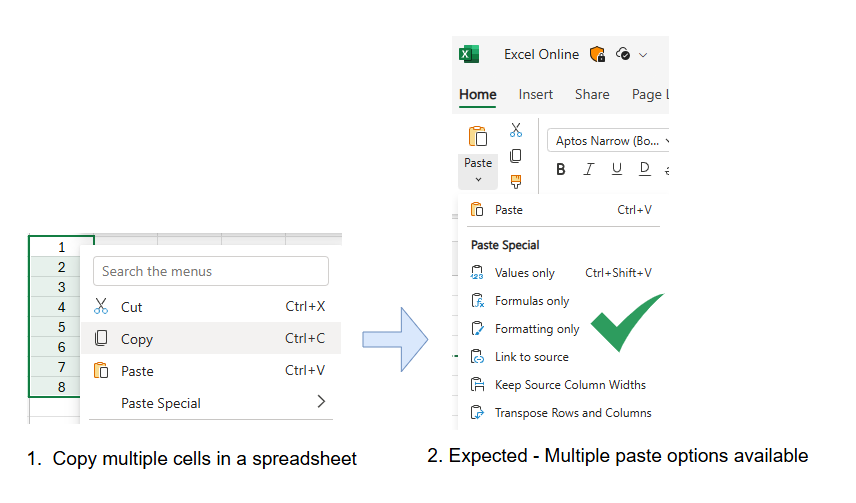 Excel Online
Home Insert Share Page L
Aptos Narrow (Bo...
Paste
B I U D
Paste Ctrl+V
Paste Special
Values only Ctrl+Shift+V
Formulas only
Formatting only
Link to source
Keep Source Column Widths
Transpose Rows and Columns
1
2
3
4
5
6
7
8
Search the menus
Cut Ctrl+X
Copy Ctrl+C
Paste Ctrl+V
Paste Special
1. Copy multiple cells in a spreadsheet
2. Expected - Multiple paste options available